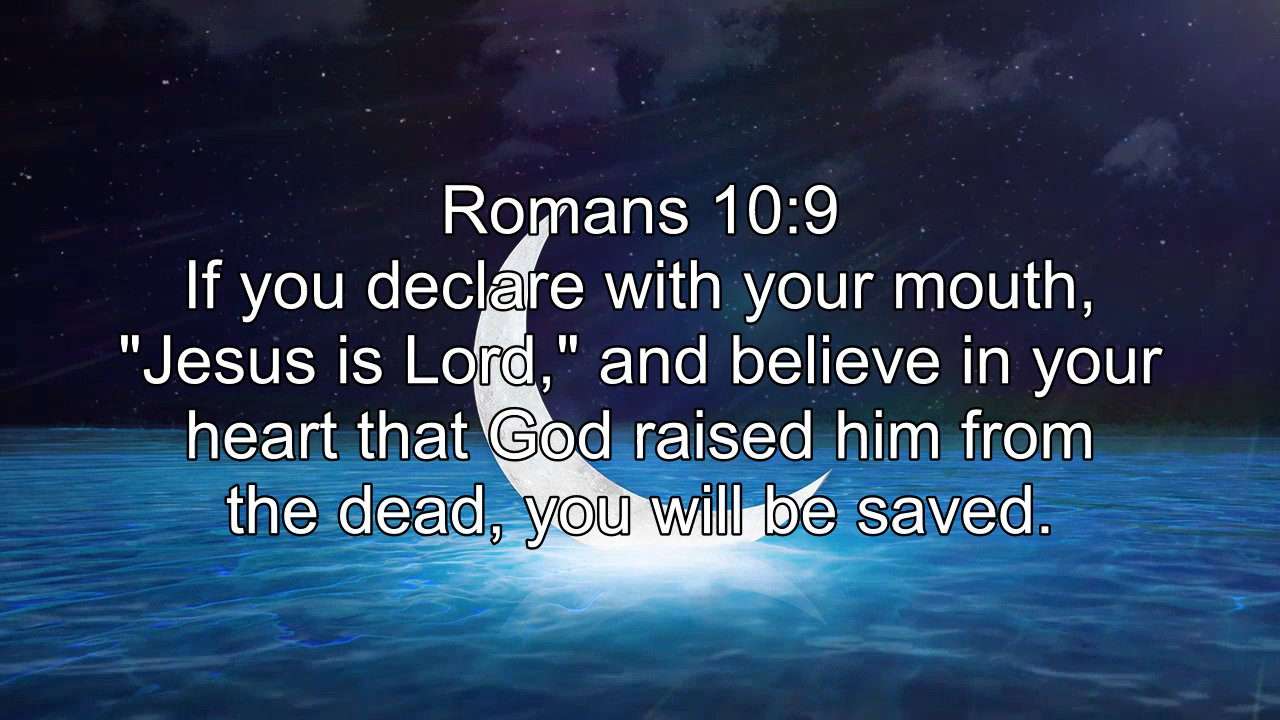 Romans 10:9
If you declare with your mouth,
"Jesus is Lord," and believe in your
heart that God raised him from
the dead, you will be saved.